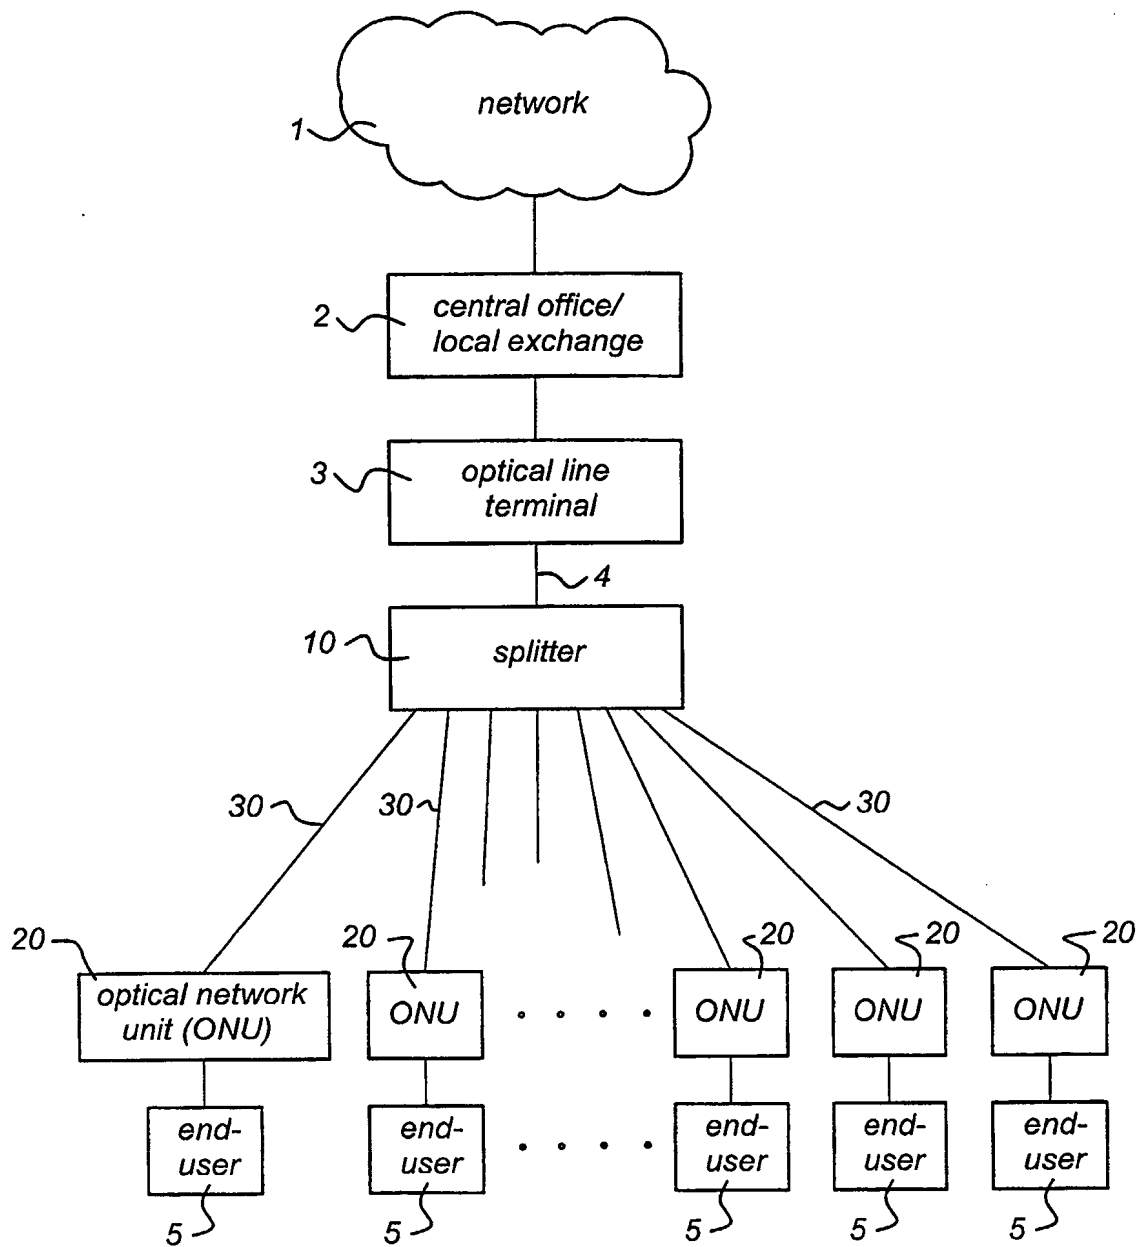 network
1
central office/
local exchange
2
optical line
terminal
3
4
splitter
10
30
30
30
20
20
20
20
20
optical network
unit (ONU)
ONU
ONU
ONU
ONU
end-
user
end-
user
end-
user
end-
user
end-
user
5
5
5
5
5